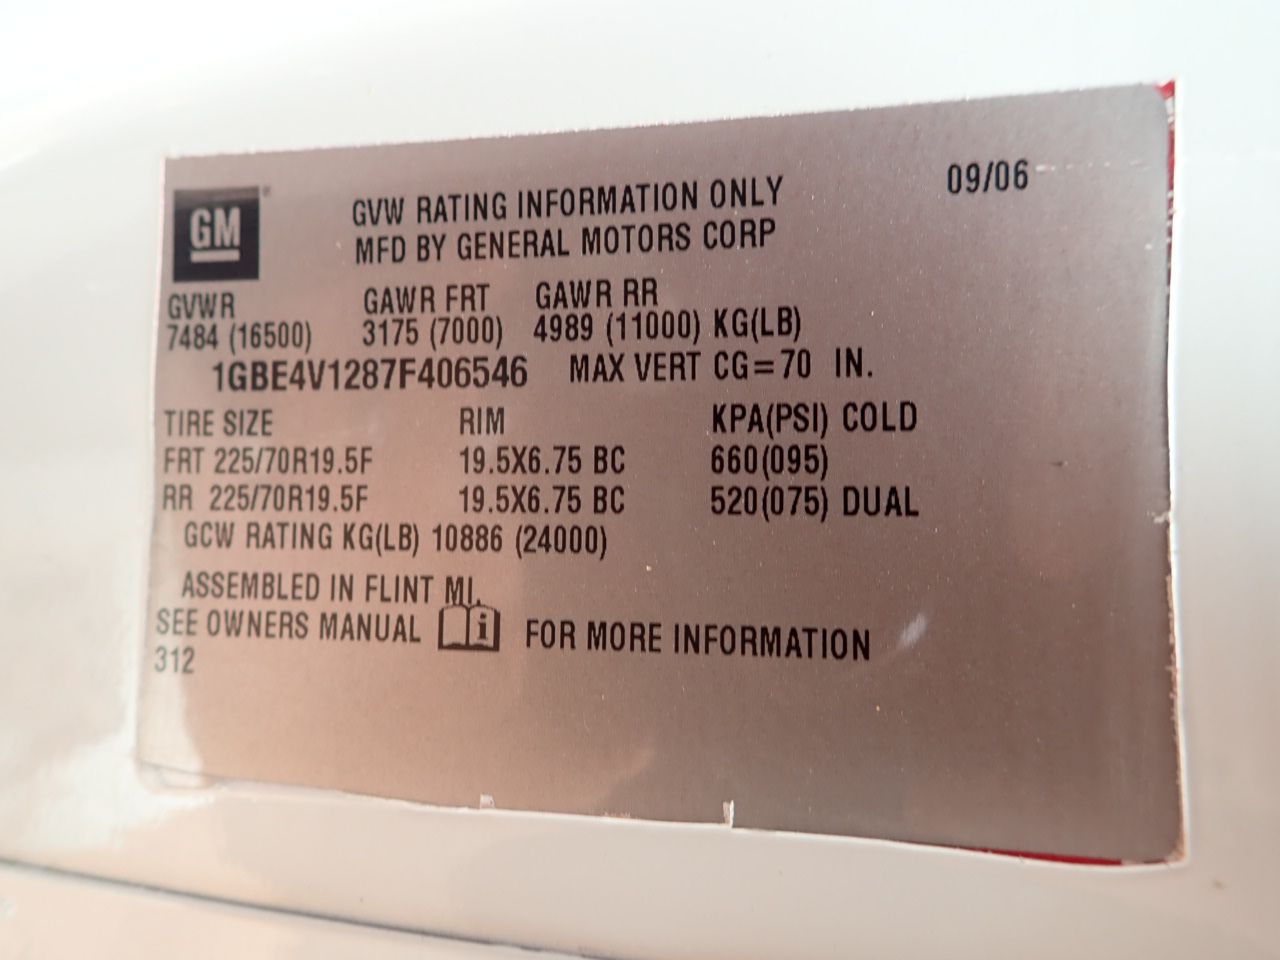 GM
GVW RATING INFORMATION ONLY 09/06
MFD BY GENERAL MOTORS CORP
GVWR GAWR FRT GAWR RR
7484 (16500) 3175 (7000) 4989 (11000) KG(LB)
1GBE4V1287F406546 MAX VERT CG=70 IN.
TIRE SIZE RIM KPA(PSI) COLD
FRT 225/70R19.5F 19.5X6.75 BC 660(095)
RR 225/70R19.5F 19.5X6.75 BC 520(075) DUAL
GCW RATING KG(LB) 10886 (24000)
ASSEMBLED IN FLINT MI.
SEE OWNERS MANUAL i FOR MORE INFORMATION
312